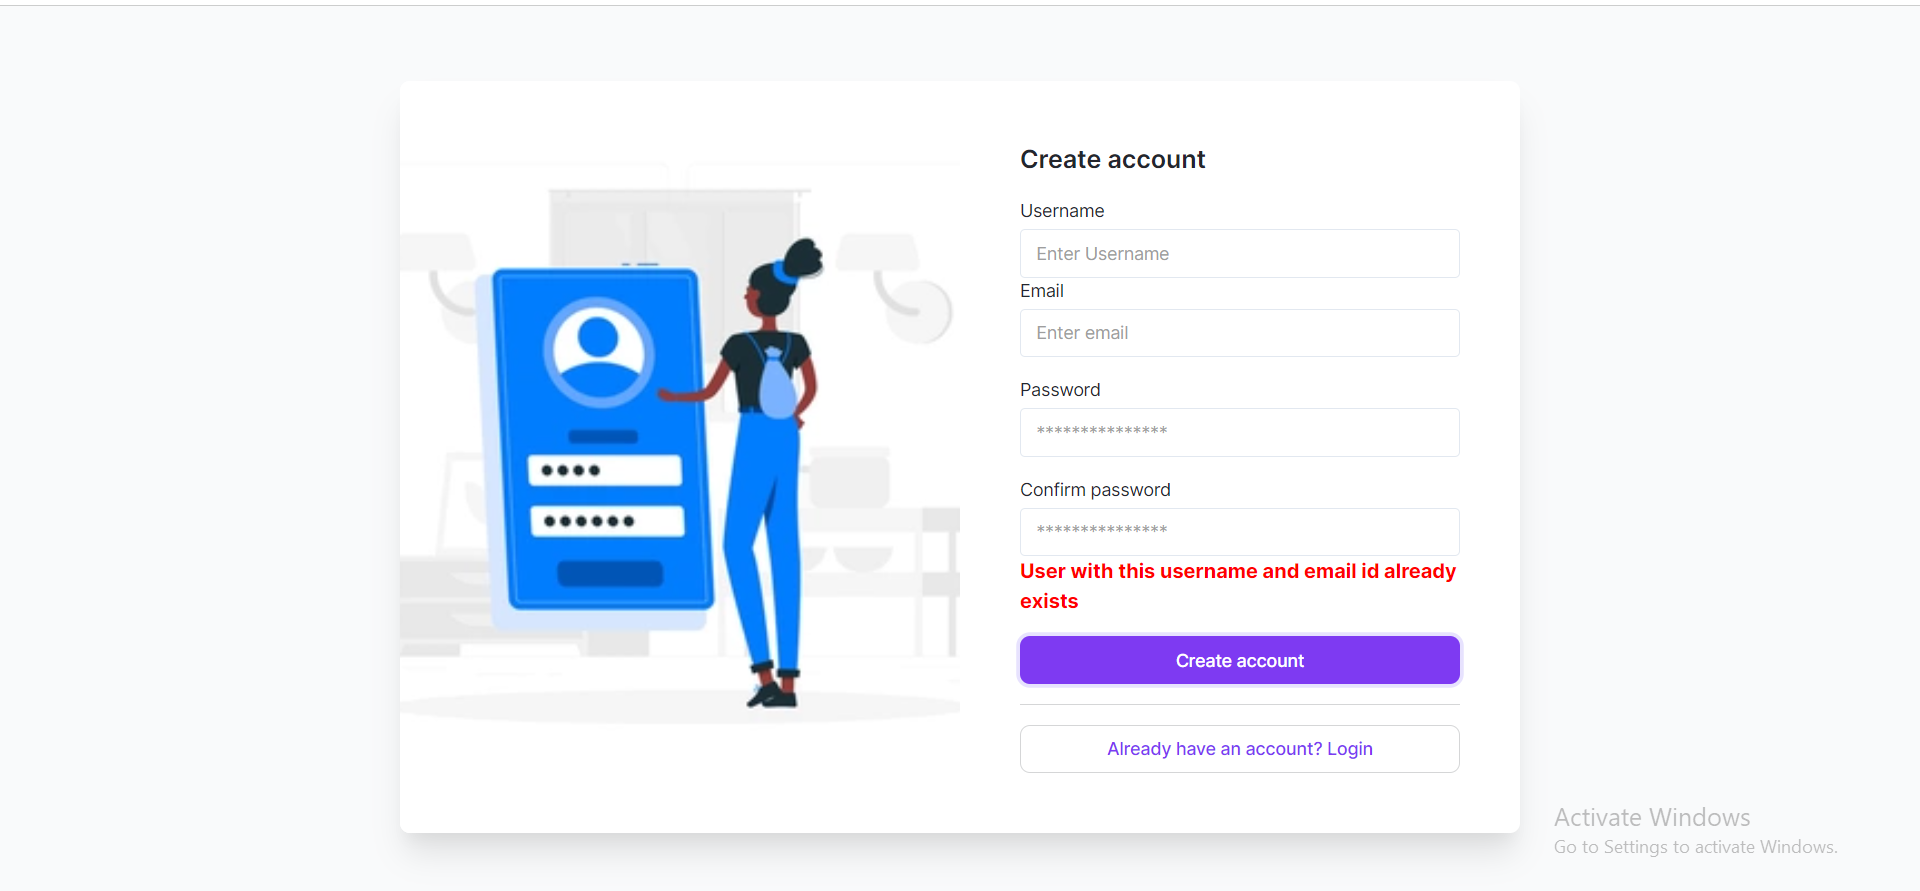 Create account
Username
Enter Username
Email
Enter email
Password
***************
Confirm password
***************
User with this username and email id already
exists
Create account
Already have an account? Login
Activate Windows
Go to Settings to activate Windows.